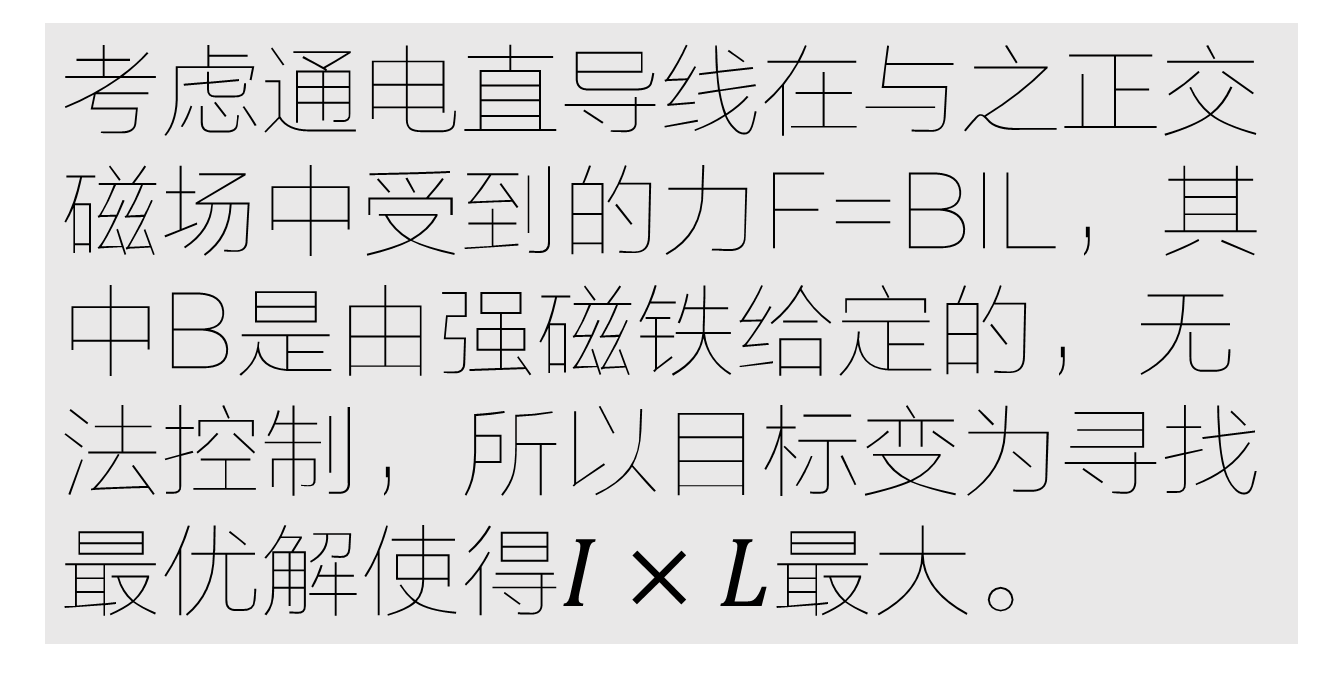 考虑通电直导线在与之正交
磁场中受到的力F=BIL，其
中B是由强磁铁给定的，无
法控制，所以目标变为寻找
最优解使得I × L最大。